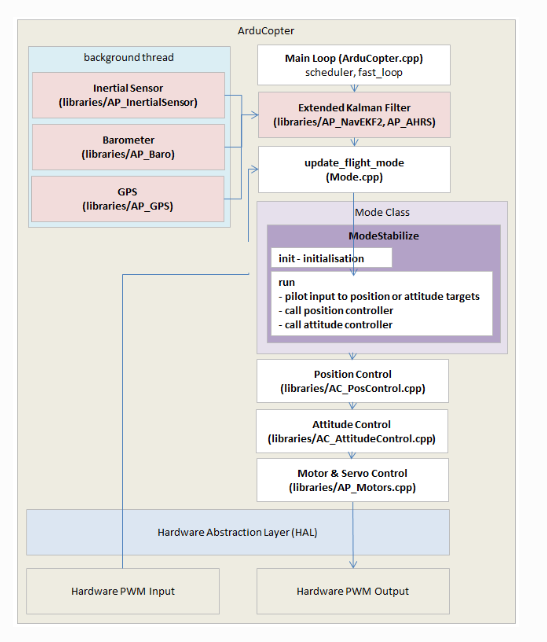 ArduCopter
background thread
Inertial Sensor
(libraries/AP_InertialSensor)
Barometer
(libraries/AP_Baro)
GPS
(libraries/AP_GPS)
Main Loop (ArduCopter.cpp)
scheduler, fast_loop
Extended Kalman Filter
(libraries/AP_NavEKF2, AP_AHRS)
update_flight_mode
(Mode.cpp)
Mode Class
ModeStabilize
init - initialisation
run
- pilot input to position or attitude targets
- call position controller
- call attitude controller
Position Control
(libraries/AC_PosControl.cpp)
Attitude Control
(libraries/AC_AttitudeControl.cpp)
Motor & Servo Control
(libraries/AP_Motors.cpp)
Hardware Abstraction Layer (HAL)
Hardware PWM Input
Hardware PWM Output